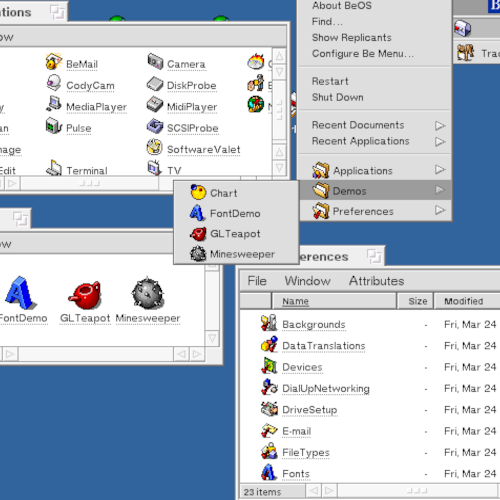 ations
ow
BeMail
CodyCam
MediaPlayer
Pulse
Terminal
Camera
DiskProbe
MidiPlayer
SCSIProbe
SoftwareValet
TV
an
nage
Edit
About BeOS
Find...
Show Replicants
Configure Be Menu...
Restart
Shut Down
Recent Documents
Recent Applications
Applications
Demos
Preferences
Trac
Chart
FontDemo
GLTeapot
Minesweeper
ow
FontDemo
GLTeapot
Minesweeper
erences
File Window Attributes
Name Size Modified
Backgrounds - Fri, Mar 24
DataTranslations - Fri, Mar 24
Devices - Fri, Mar 24
DialUpNetworking - Fri, Mar 24
DriveSetup - Fri, Mar 24
E-mail - Fri, Mar 24
FileTypes - Fri, Mar 24
Fonts - Fri, Mar 24
23 items